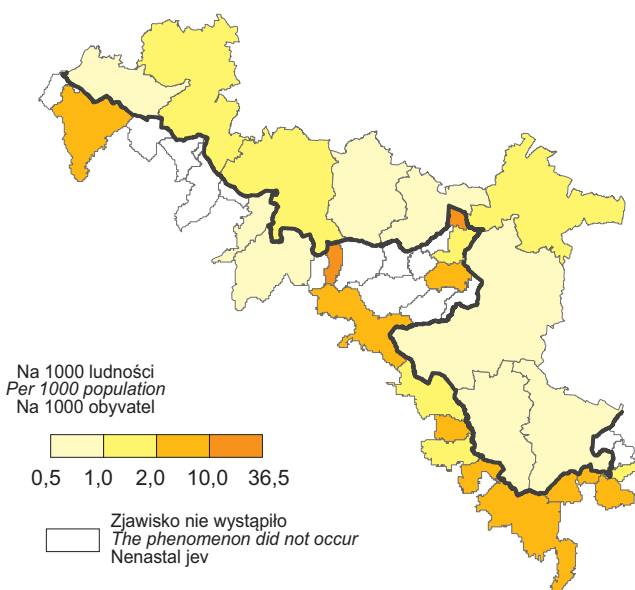 Na 1000 ludności
Per 1000 population
Na 1000 obyvatel
0,5 1,0 2,0 10,0 36,5
Zjawisko nie wystąpiło
The phenomenon did not occur
Nenastal jev